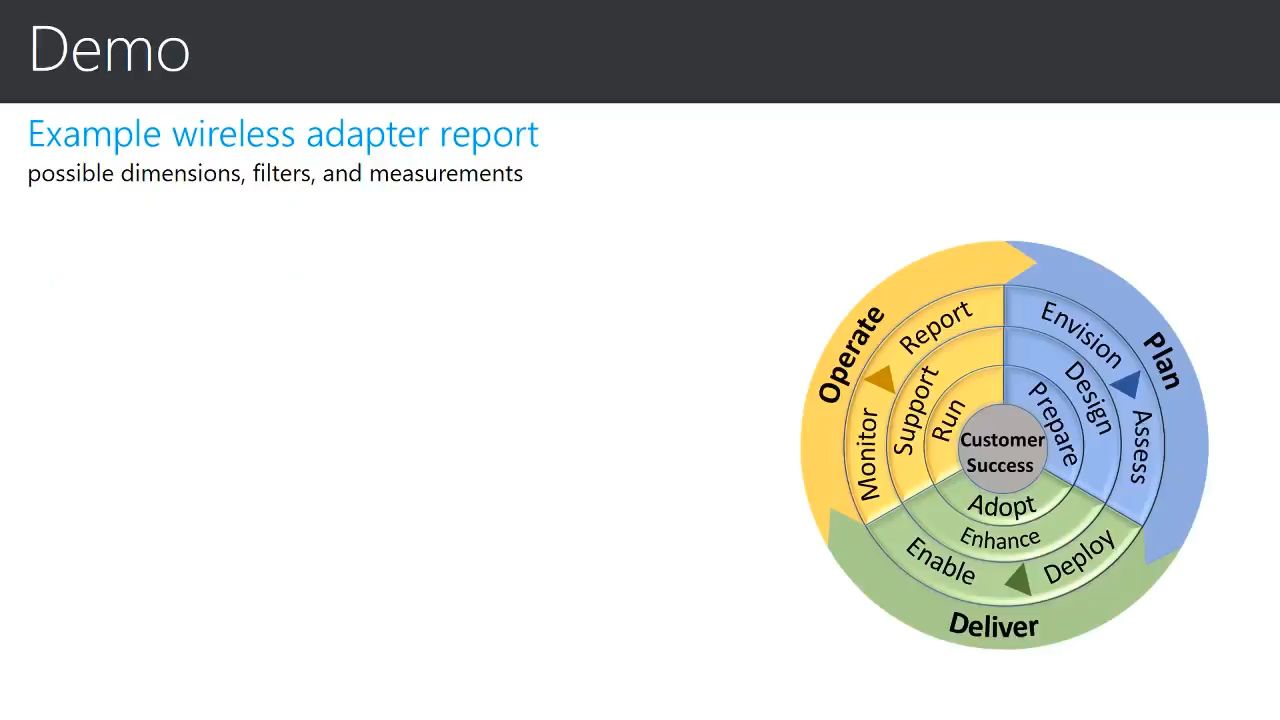 Demo
Example wireless adapter report
possible dimensions, filters, and measurements
Operate
Report
Monitor
Support
Run
Plan
Envision
Assess
Design
Prepare
Customer
Success
Adopt
Enhance
Enable
Deploy
Deliver